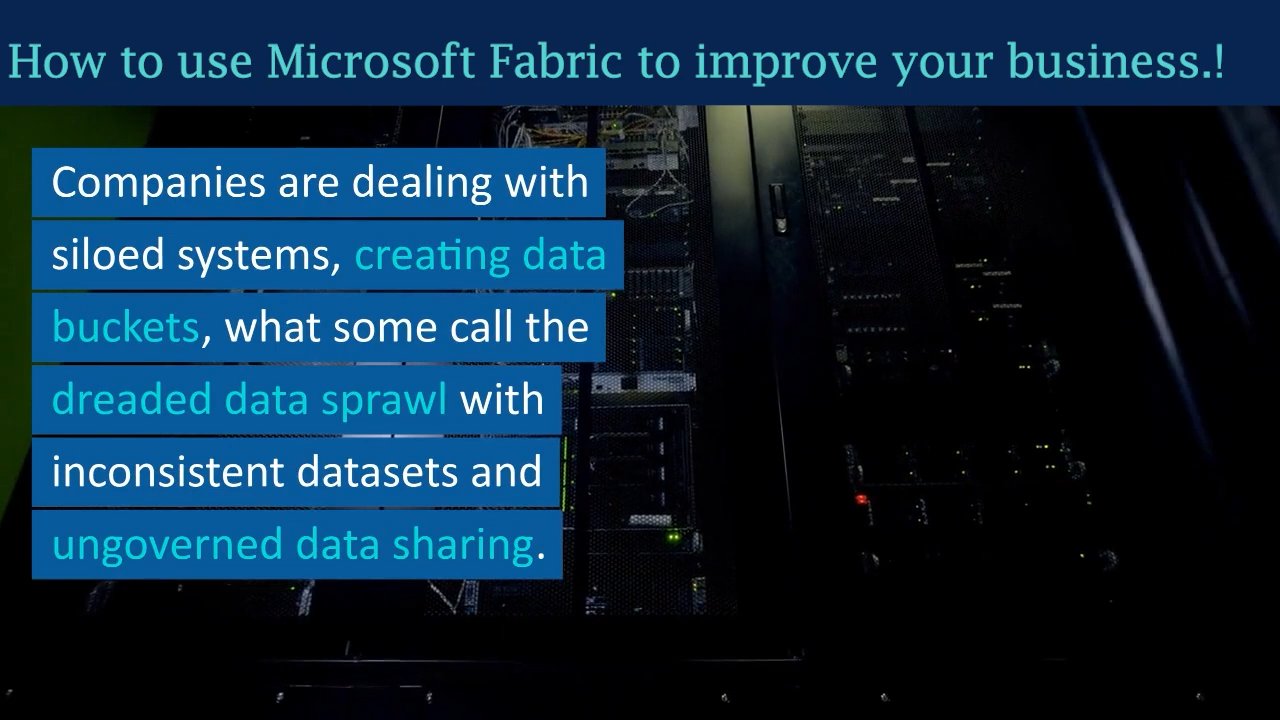 How to use Microsoft Fabric to improve your business.!
Companies are dealing with
siloed systems, creating data
buckets, what some call the
dreaded data sprawl with
inconsistent datasets and
ungoverned data sharing.